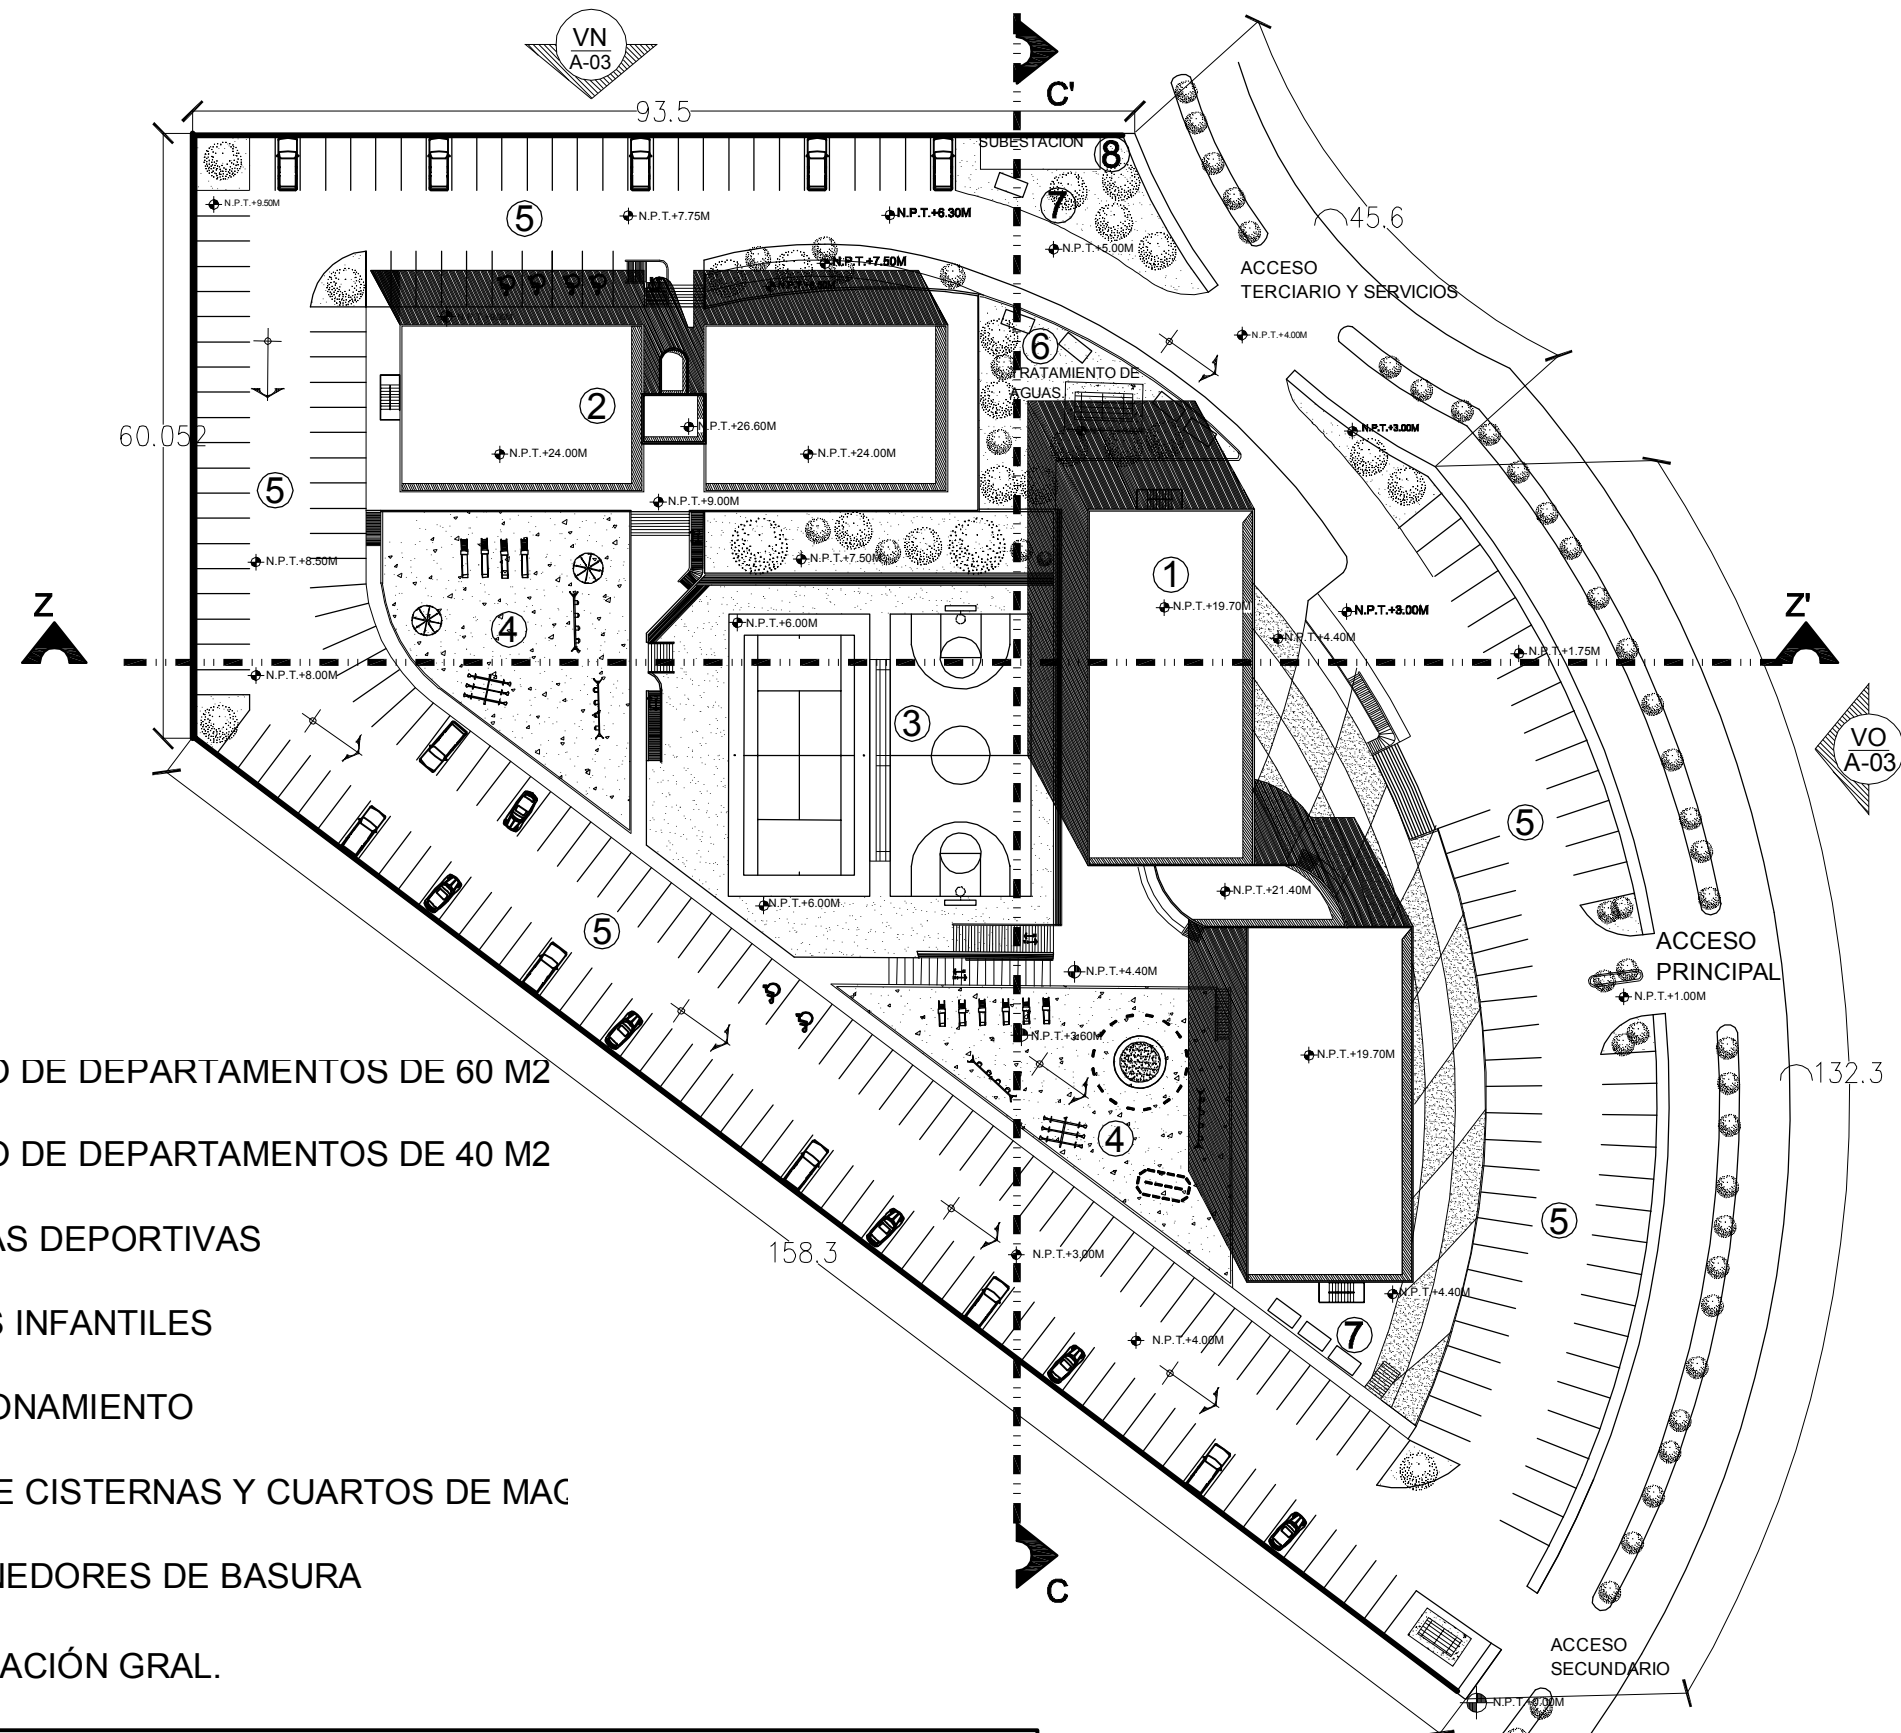 VN
A-03
C'
93.5
SUBESTACION
8
7
N.P.T.+9.50M
5
N.P.T.+7.75M
N.P.T.+6.30M
45.6
N.P.T.+7.50M
N.P.T.+5.00M
ACCESO
TERCIARIO Y SERVICIOS
N.P.T.+4.00M
6
TRATAMIENTO DE
AGUAS.
2
60.052
N.P.T.+26.60M
N.P.T.+3.00M
N.P.T.+24.00M
N.P.T.+24.00M
5
N.P.T.+9.00M
N.P.T.+8.50M
N.P.T.+7.50M
1
N.P.T.+19.70M
N.P.T.+3.00M
Z
Z'
4
N.P.T.+6.00M
N.P.T.+4.40M
N.P.T.+1.75M
N.P.T.+8.00M
3
VO
A-03
5
N.P.T.+21.40M
N.P.T.+6.00M
5
ACCESO
PRINCIPAL
N.P.T.+4.40M
N.P.T.+1.00M
N.P.T.+3.60M
N.P.T.+19.70M
O DE DEPARTAMENTOS DE 60 M2
132.3
4
O DE DEPARTAMENTOS DE 40 M2
5
AS DEPORTIVAS
158.3
N.P.T.+3.00M
N.P.T.+4.40M
S INFANTILES
7
N.P.T.+4.00M
ONAMIENTO
E CISTERNAS Y CUARTOS DE MAQ
NEDORES DE BASURA
C
ACCESO
SECUNDARIO
ACIÓN GRAL.
N.P.T.+0.00M